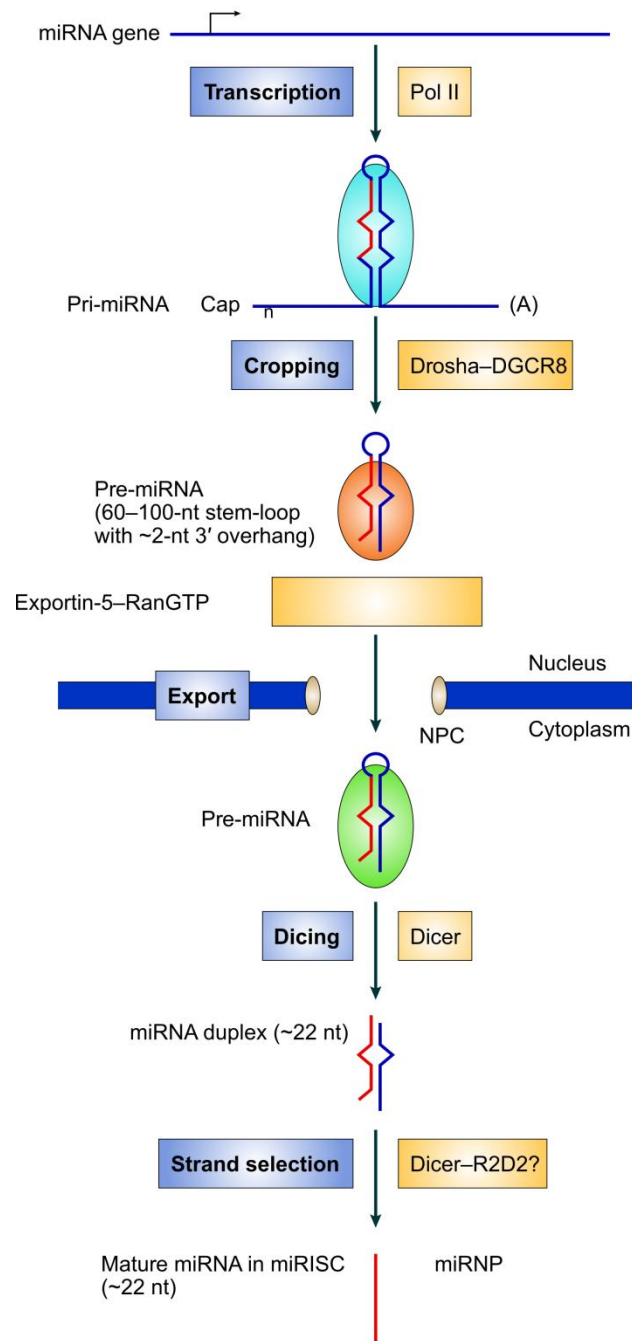 miRNA gene
Transcription
Pol II
Pri-miRNA
Cap
n
(A)
Cropping
Drosha–DGCR8
Pre-miRNA
(60–100-nt stem-loop
with ~2-nt 3′ overhang)
Exportin-5–RanGTP
Nucleus
Export
NPC
Cytoplasm
Pre-miRNA
Dicing
Dicer
miRNA duplex (~22 nt)
Strand selection
Dicer–R2D2?
Mature miRNA in miRISC
(~22 nt)
miRNP